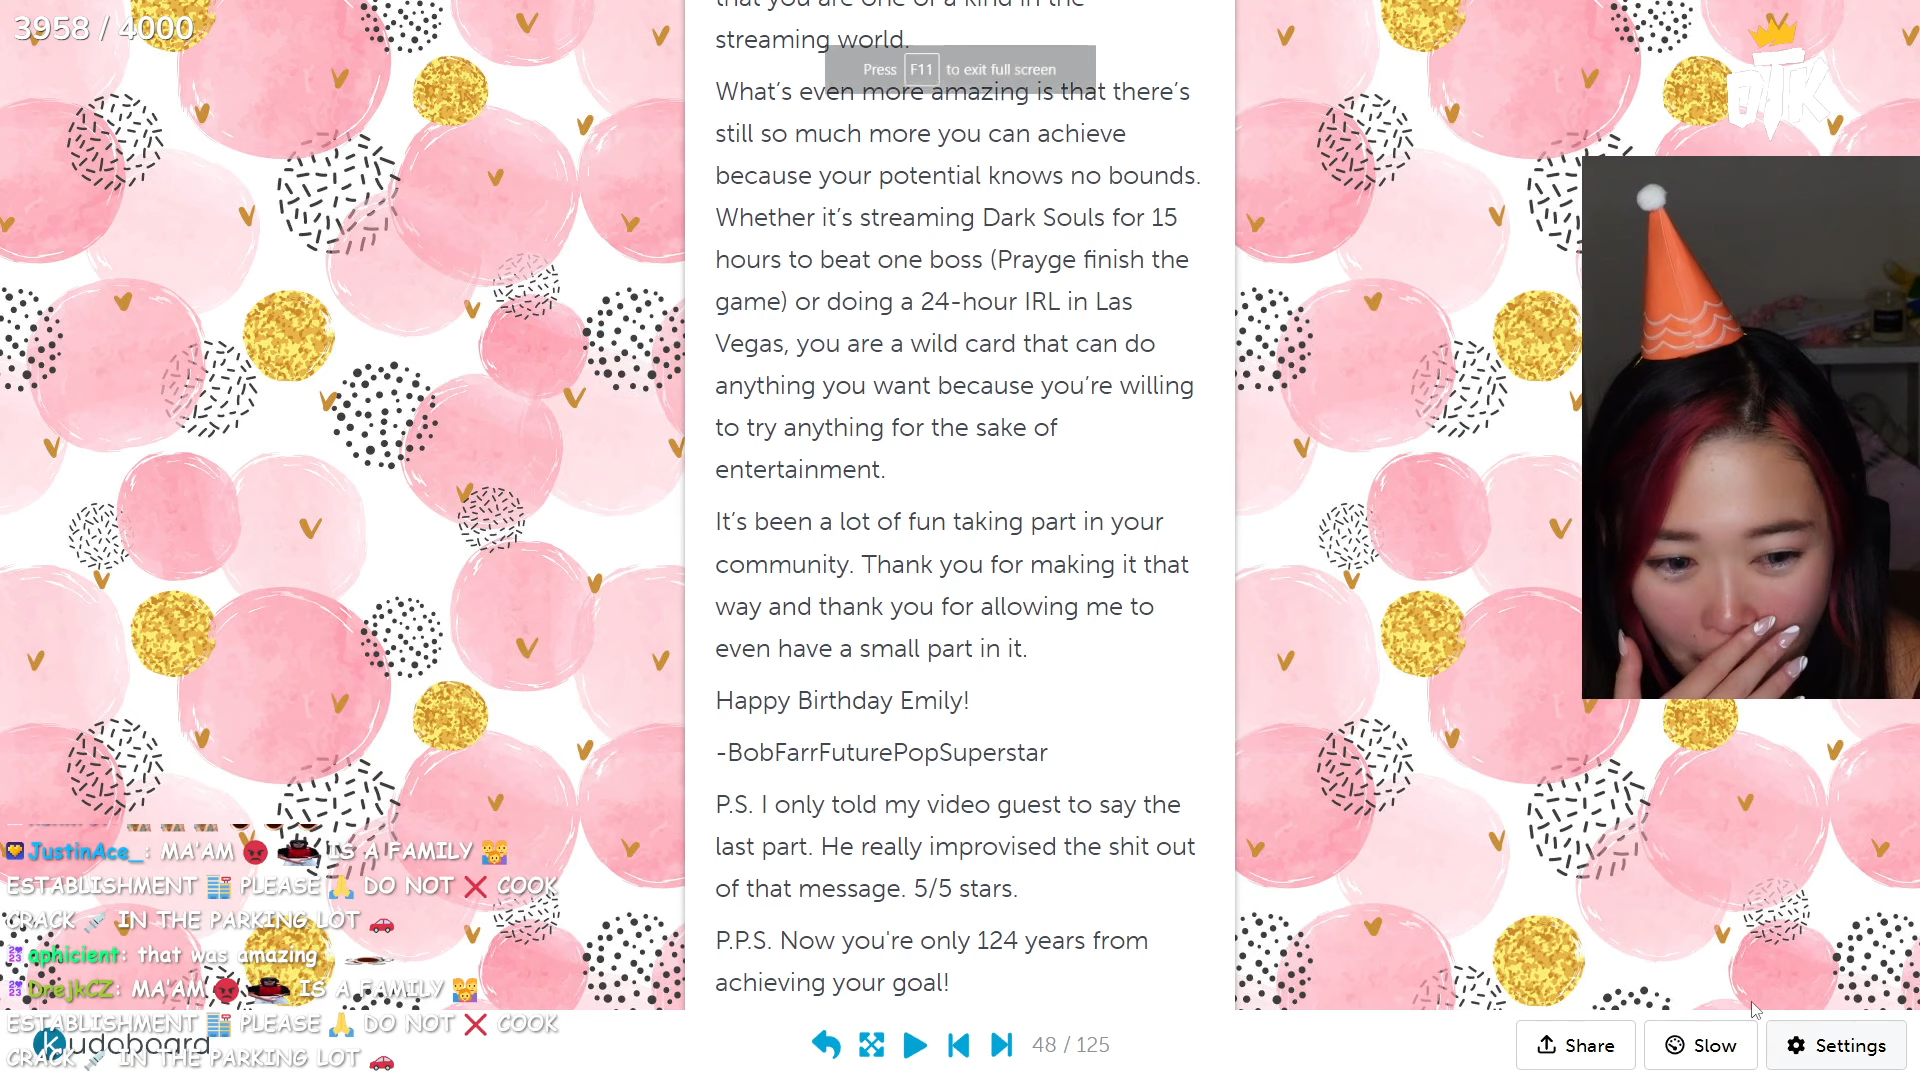 3958 / 4000
that you are one of a kind in the
streaming world.
Press F11 to exit full screen
What’s even more amazing is that there’s
still so much more you can achieve
because your potential knows no bounds.
Whether it’s streaming Dark Souls for 15
hours to beat one boss (Prayge finish the
game) or doing a 24-hour IRL in Las
Vegas, you are a wild card that can do
anything you want because you’re willing
to try anything for the sake of
entertainment.
It’s been a lot of fun taking part in your
community. Thank you for making it that
way and thank you for allowing me to
even have a small part in it.
Happy Birthday Emily!
-BobFarrFuturePopSuperstar
P.S. I only told my video guest to say the
last part. He really improvised the shit out
of that message. 5/5 stars.
P.P.S. Now you're only 124 years from
achieving your goal!
OTK
JustinAce_: MA'AM 😡 IS A FAMILY 👪
ESTABLISHMENT 🏪 PLEASE 🙏 DO NOT ❌ COOK
CRACK 💉 IN THE PARKING LOT 🚗
aphicient: that was amazing
DrejkCZ: MA'AM 😡 IS A FAMILY 👪
ESTABLISHMENT 🏪 PLEASE 🙏 DO NOT ❌ COOK
CRACK 💉 IN THE PARKING LOT 🚗
kudoboard
48 / 125
Share
Slow
Settings